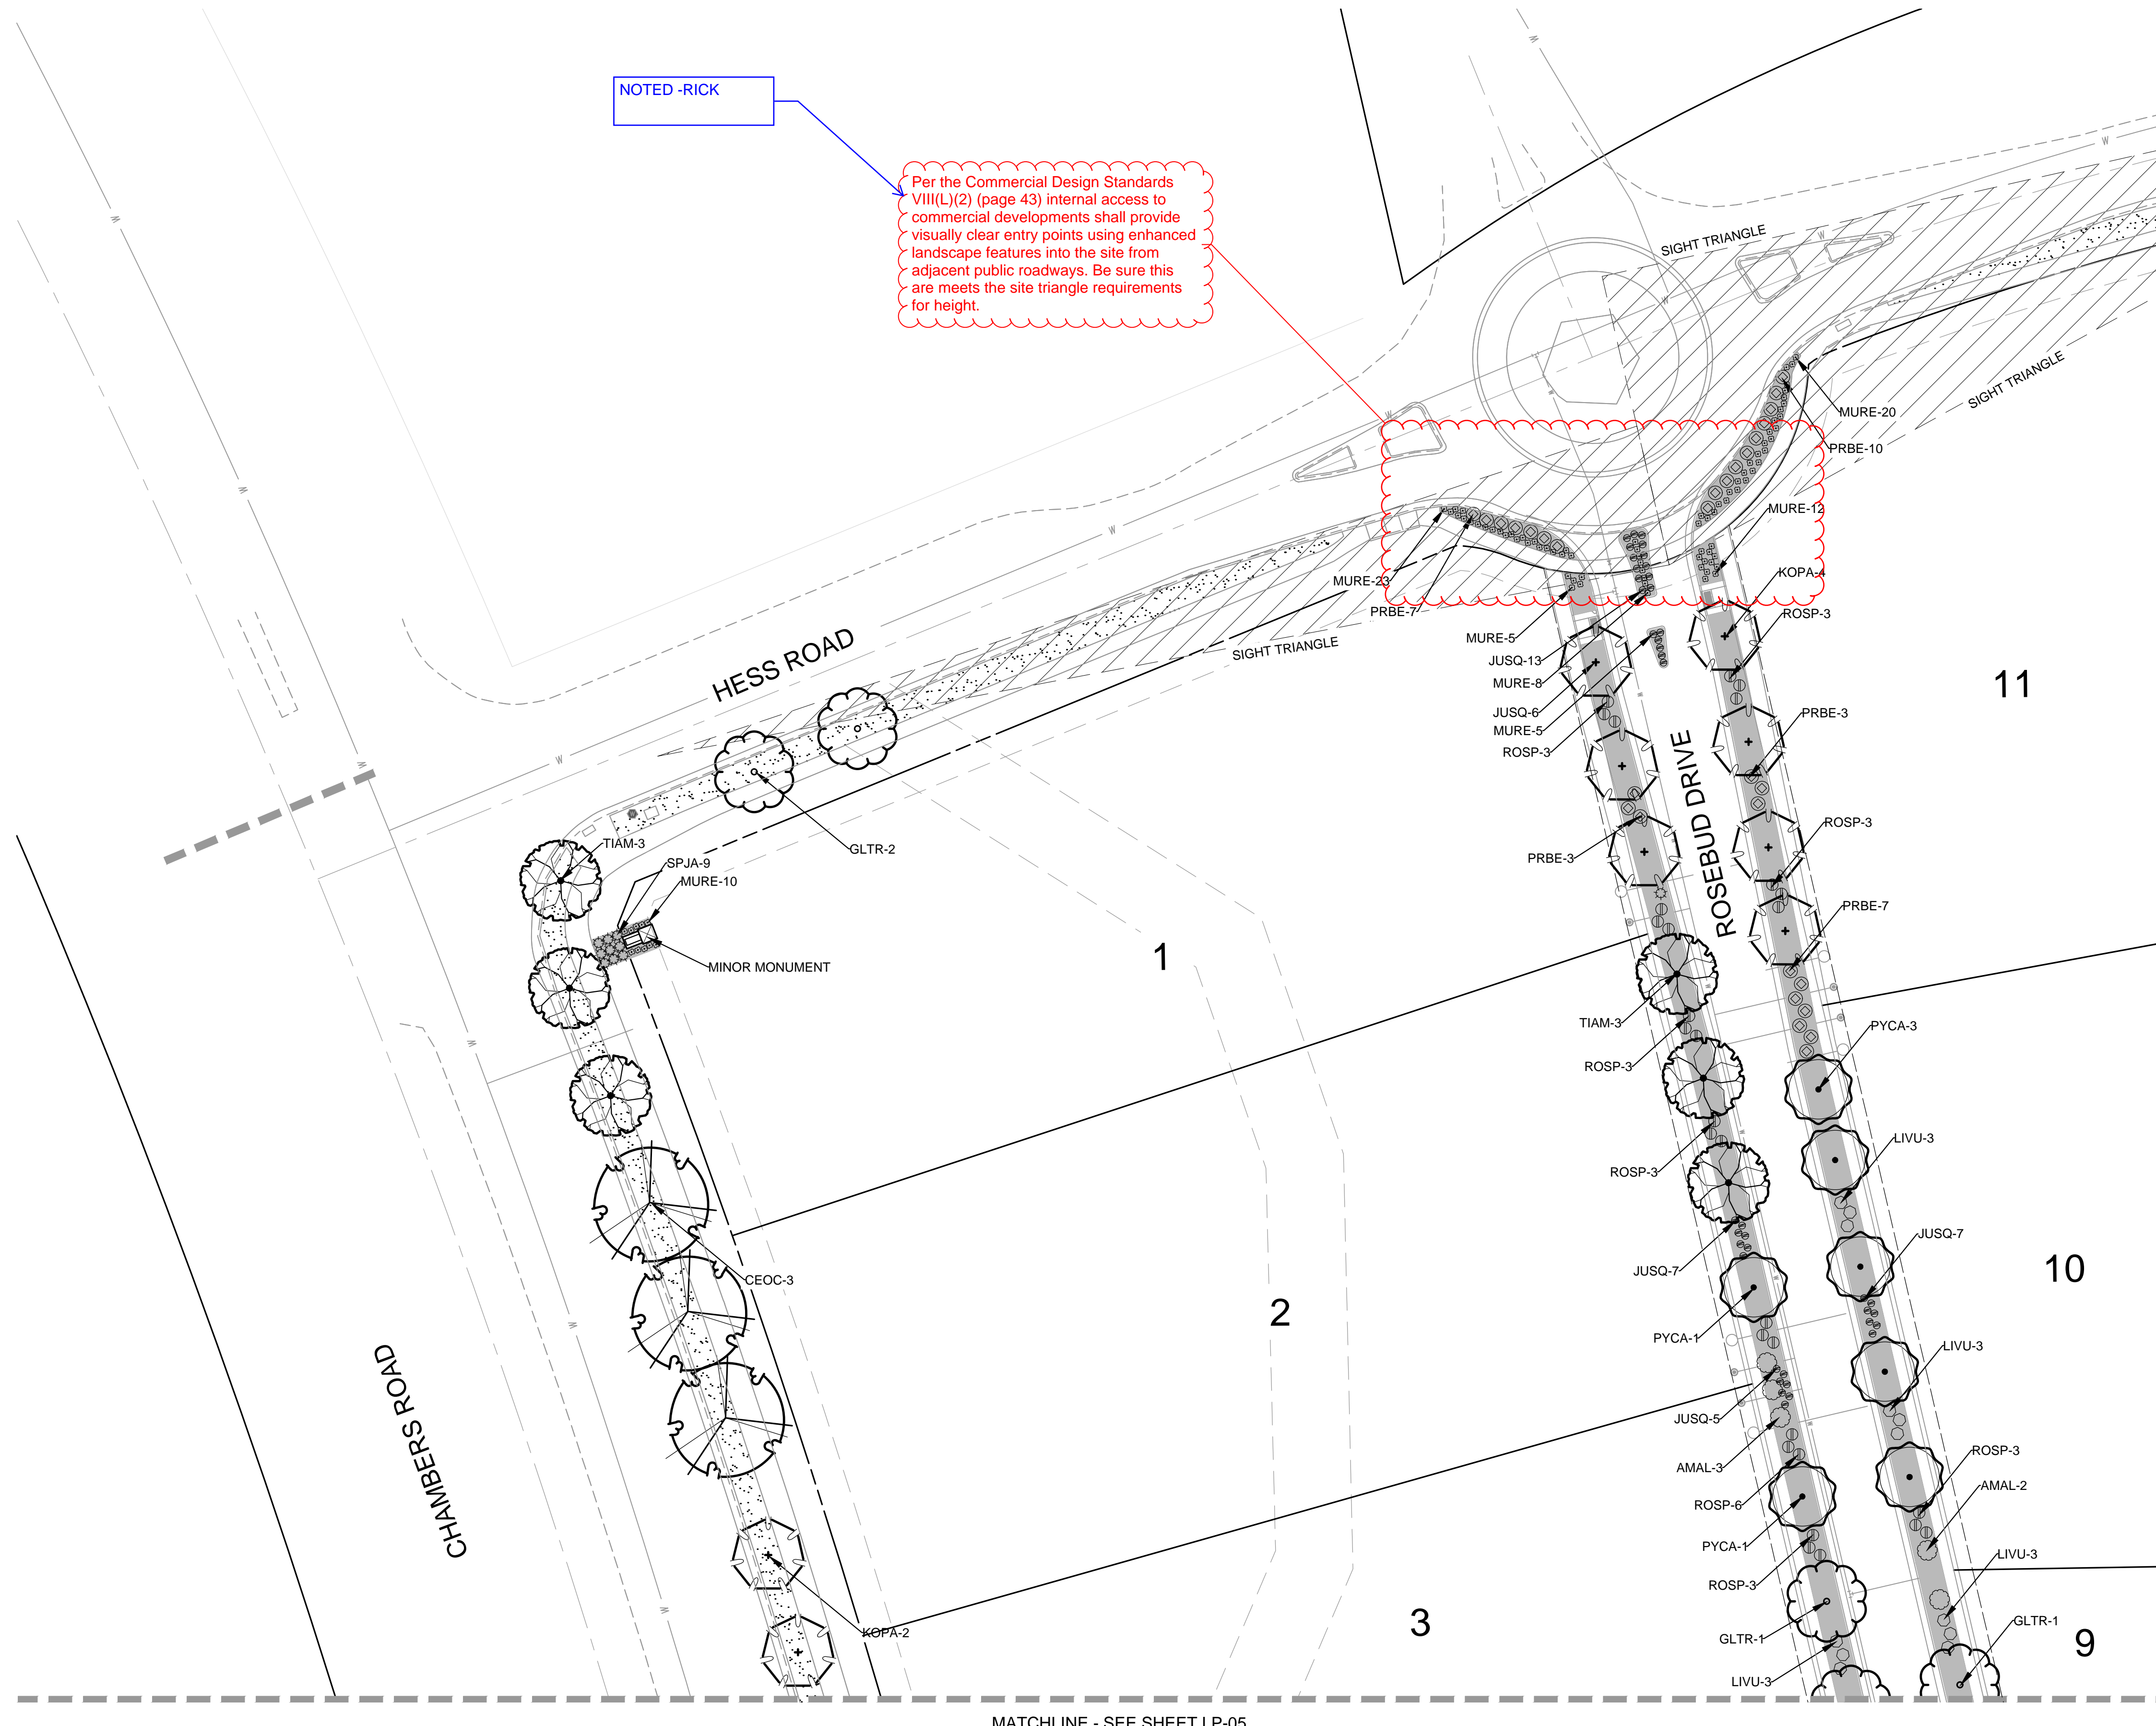 NOTED -RICK
Per the Commercial Design Standards
VIII(L)(2) (page 43) internal access to
commercial developments shall provide
visually clear entry points using enhanced
landscape features into the site from
adjacent public roadways. Be sure this
are meets the site triangle requirements
for height.
SIGHT TRIANGLE
SIGHT TRIANGLE
MURE-20
PRBE-10
MURE-12
KOPA-4
ROSP-3
MURE-23
PRBE-7
SIGHT TRIANGLE
MURE-5
JUSQ-13
MURE-8
JUSQ-6
MURE-5
ROSP-3
HESS ROAD
11
PRBE-3
ROSEBUD DRIVE
ROSP-3
PRBE-3
PRBE-7
GLTR-2
TIAM-3
SPJA-9
MURE-10
MINOR MONUMENT
1
TIAM-3
PYCA-3
ROSP-3
LIVU-3
ROSP-3
JUSQ-7
JUSQ-7
10
CEOC-3
2
PYCA-1
LIVU-3
CHAMBERS ROAD
JUSQ-5
AMAL-3
ROSP-3
AMAL-2
ROSP-6
PYCA-1
LIVU-3
ROSP-3
KOPA-2
3
GLTR-1
GLTR-1
9
LIVU-3
W
W
W
W
W
W
W
W
W
W
W
W
W
W
MATCHLINE - SEE SHEET LP-05